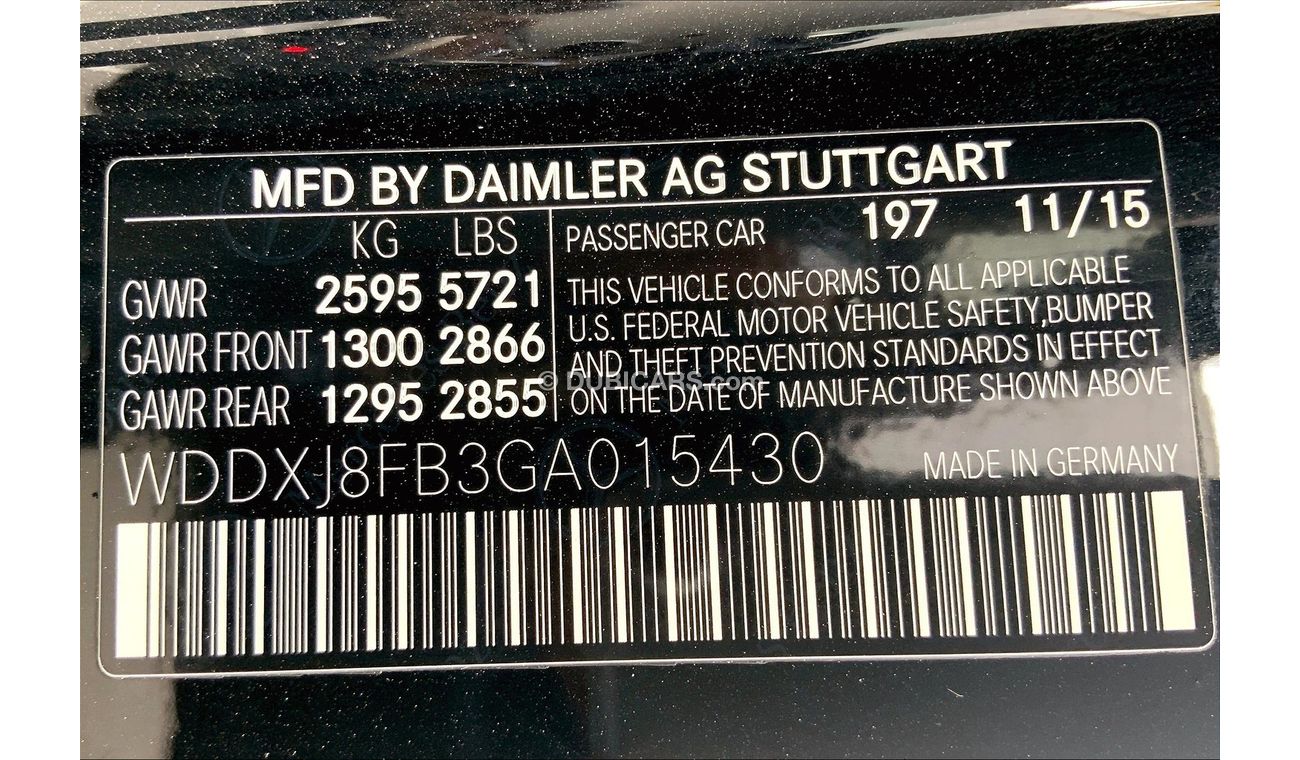 MFD BY DAIMLER AG STUTTGART
KG LBS
GVWR 2595 5721
GAWR FRONT 1300 2866
GAWR REAR 1295 2855
PASSENGER CAR 197 11/15
THIS VEHICLE CONFORMS TO ALL APPLICABLE
U.S. FEDERAL MOTOR VEHICLE SAFETY,BUMPER
AND THEFT PREVENTION STANDARDS IN EFFECT
ON THE DATE OF MANUFACTURE SHOWN ABOVE
© DUBICARS.com
WDDXJ8FB3GA015430 MADE IN GERMANY